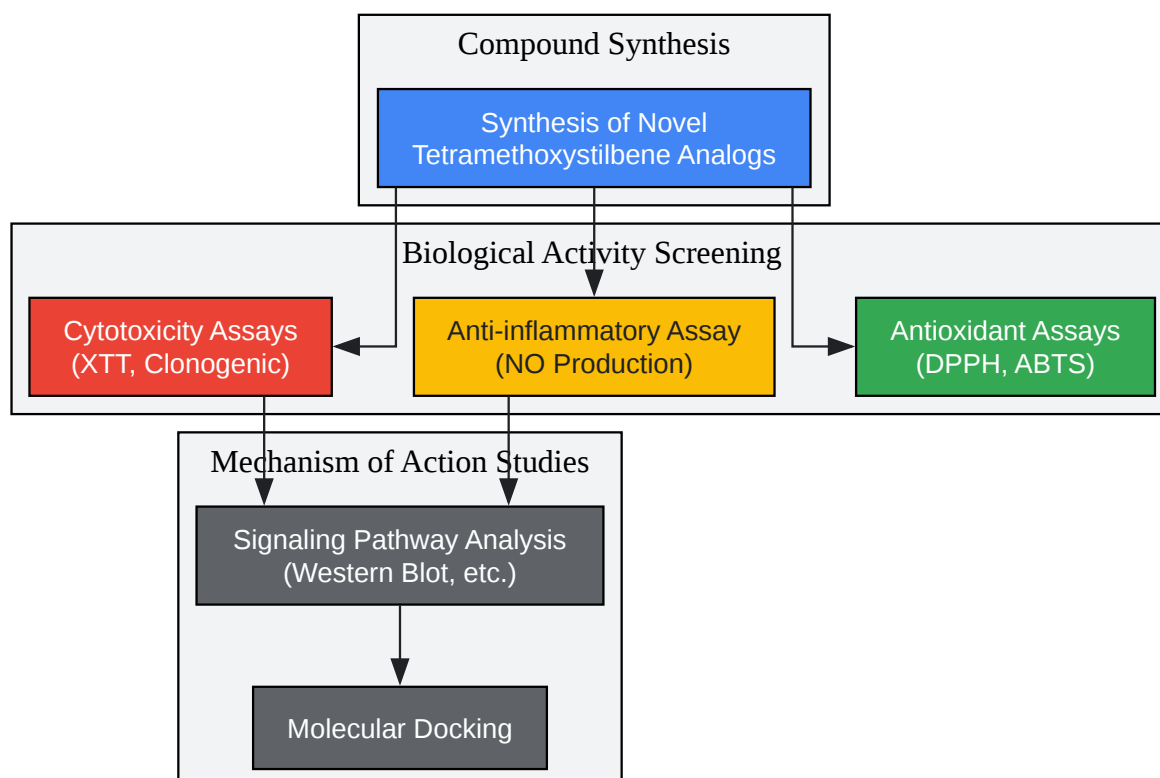 Compound Synthesis
Synthesis of Novel
Tetramethoxystilbene Analogs
Biological Activity Screening
Cytotoxicity Assays
(XTT, Clonogenic)
Anti-inflammatory Assay
(NO Production)
Antioxidant Assays
(DPPH, ABTS)
Mechanism of Action Studies
Signaling Pathway Analysis
(Western Blot, etc.)
Molecular Docking